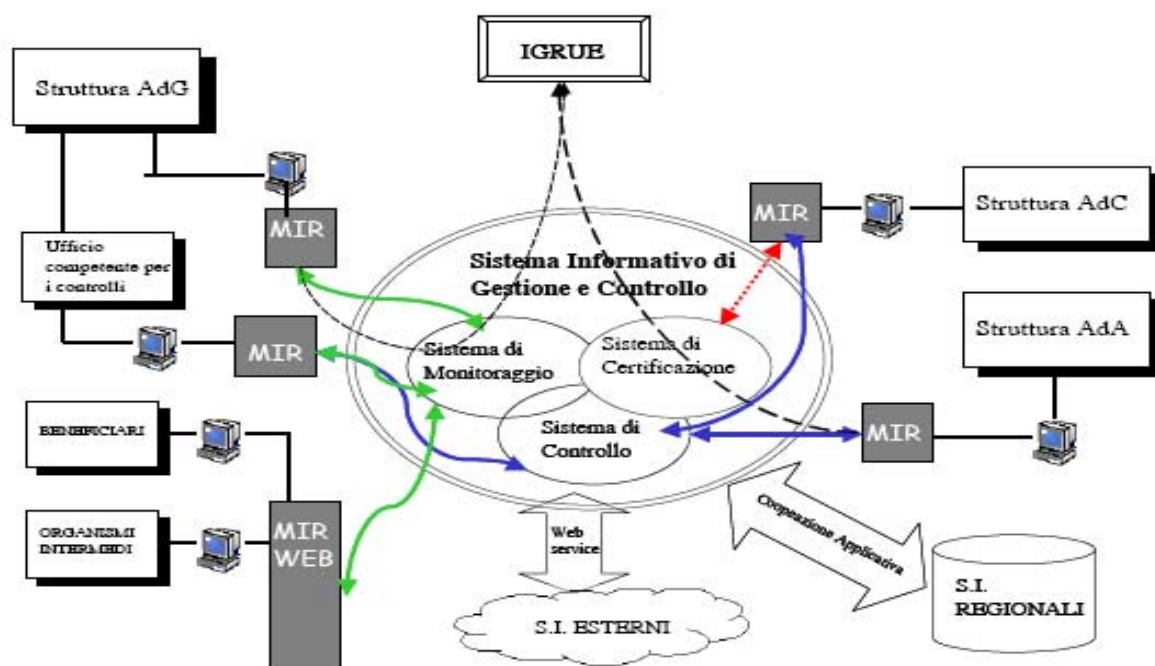 IGRUE
Struttura AdG
MIR
MIR
Struttura AdC
Ufficio
competente per
i controlli
Sistema Informativo di
Gestione e Controllo
Struttura AdA
MIR
Sistema di
Monitoraggio
Sistema di
Certificazione
BENEFICIARI
Sistema di
Controllo
MIR
ORGANISMI
INTERMEDI
MIR
WEB
Web
service
Cooperazione Applicativa
S.I.
REGIONALI
S.I. ESTERNI